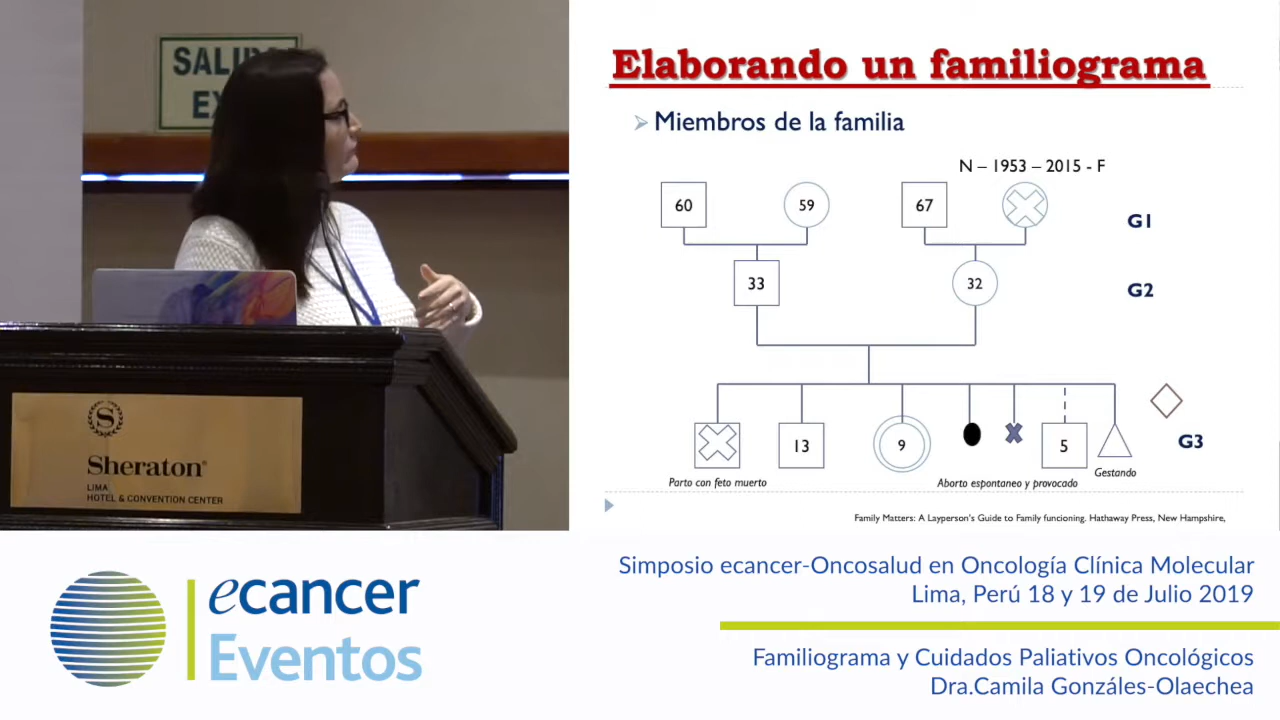 SALI
EX
S
Sheraton®
LIMA
HOTEL & CONVENTION CENTER
Elaborando un familiograma
Miembros de la familia
N – 1953 – 2015 - F
60
59
67
G1
33
32
G2
13
9
5
G3
Parto con feto muerto
Aborto espontaneo y provocado
Gestando
Family Matters: A Layperson's Guide to Family functioning. Hathaway Press, New Hampshire,
ecancer
Eventos
Simposio ecancer-Oncosalud en Oncología Clínica Molecular
Lima, Perú 18 y 19 de Julio 2019
Familiograma y Cuidados Paliativos Oncológicos
Dra.Camila Gonzáles-Olaechea